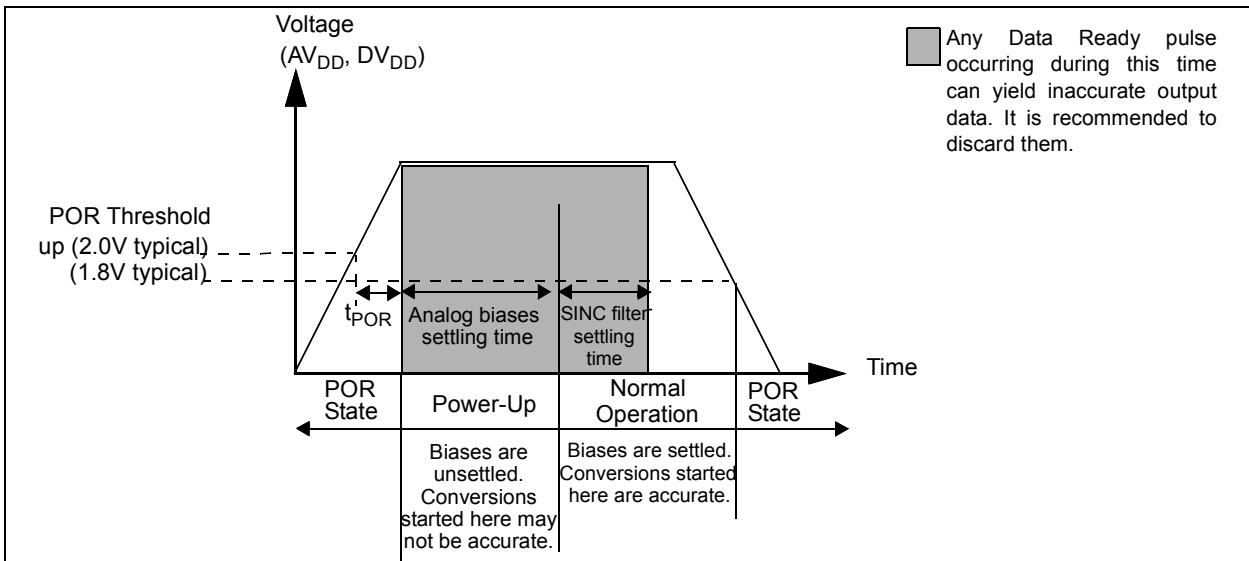 Voltage
(AVDD, DVDD)
Any Data Ready pulse
occurring during this time
can yield inaccurate output
data. It is recommended to
discard them.
POR Threshold
up (2.0V typical)
(1.8V typical)
tPOR
Analog biases
settling time
SINC filter
settling
time
Time
POR
State
Power-Up
Normal
Operation
POR
State
Biases are
unsettled.
Conversions
started here may
not be accurate.
Biases are settled.
Conversions started
here are accurate.